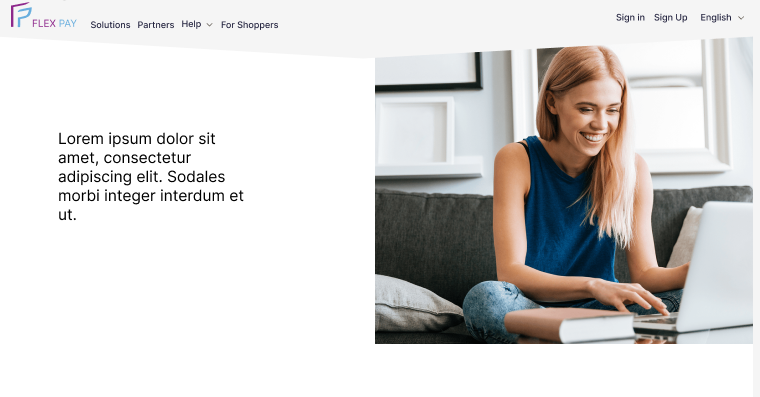 FLEX PAY
Solutions Partners Help For Shoppers
Sign in Sign Up English
Lorem ipsum dolor sit
amet, consectetur
adipiscing elit. Sodales
morbi integer interdum et
ut.